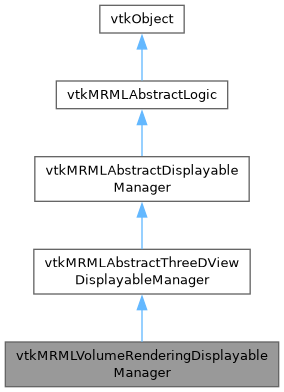 vtkObject
vtkMRMLAbstractLogic
vtkMRMLAbstractDisplayable
Manager
vtkMRMLAbstractThreeDView
DisplayableManager
vtkMRMLVolumeRenderingDisplayable
Manager